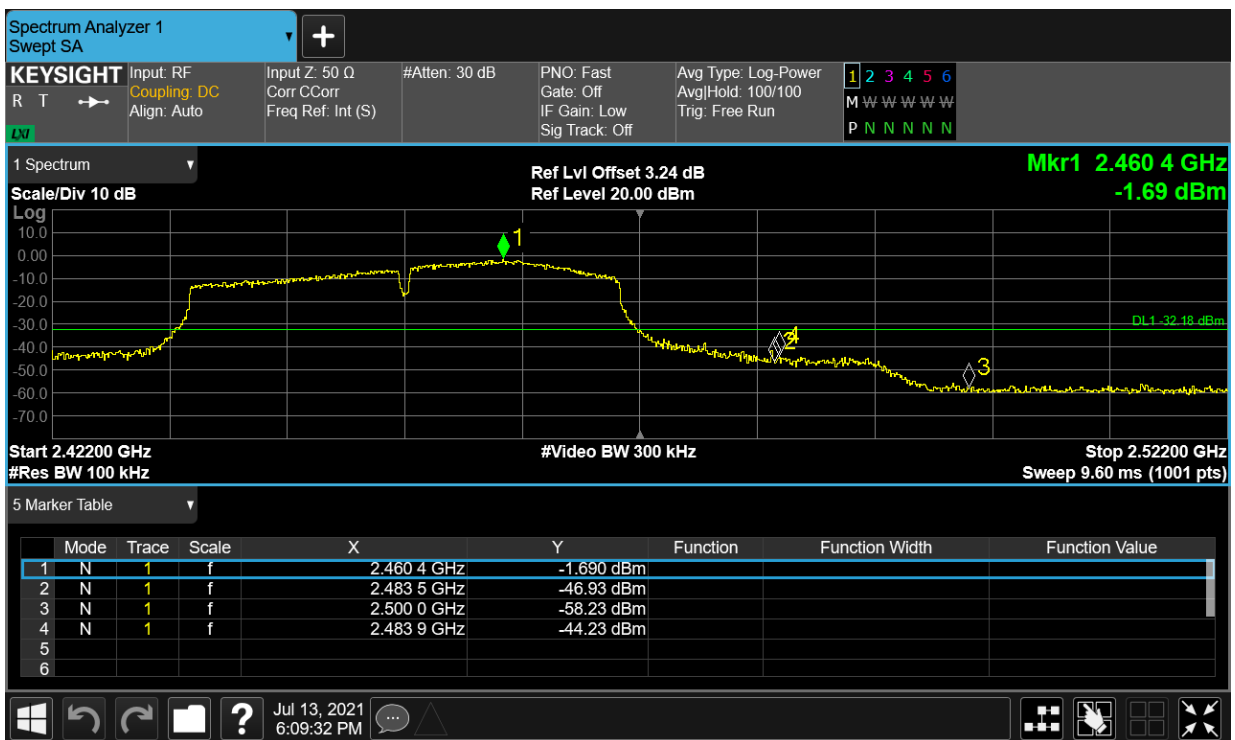 Spectrum Analyzer 1
Swept SA
+
KEYSIGHT
R T
LXI
Input: RF
Coupling: DC
Align: Auto
Input Z: 50 Ω
Corr CCorr
Freq Ref: Int (S)
#Atten: 30 dB
PNO: Fast
Gate: Off
IF Gain: Low
Sig Track: Off
Avg Type: Log-Power
Avg|Hold: 100/100
Trig: Free Run
1 2 3 4 5 6
M W W W W W
P N N N N N
1 Spectrum
Scale/Div 10 dB
Ref Lvl Offset 3.24 dB
Ref Level 20.00 dBm
Mkr1 2.460 4 GHz
-1.69 dBm
Log
10.0
0.00
-10.0
-20.0
-30.0
-40.0
-50.0
-60.0
-70.0
1
2
4
3
DL1 -32.18 dBm
Start 2.42200 GHz
#Video BW 300 kHz
Stop 2.52200 GHz
#Res BW 100 kHz
Sweep 9.60 ms (1001 pts)
5 Marker Table
Mode Trace Scale X Y Function Function Width Function Value
1 N 1 f 2.460 4 GHz -1.690 dBm
2 N 1 f 2.483 5 GHz -46.93 dBm
3 N 1 f 2.500 0 GHz -58.23 dBm
4 N 1 f 2.483 9 GHz -44.23 dBm
5
6
?
Jul 13, 2021
6:09:32 PM